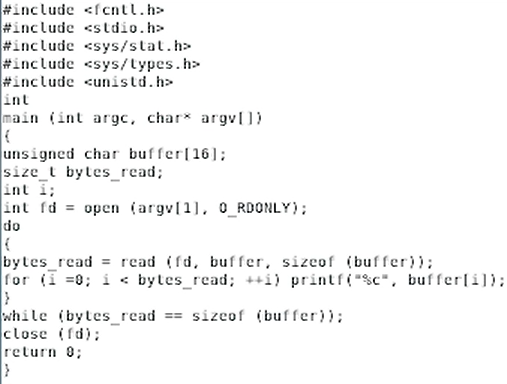 #include <fcntl.h>
#include <stdio.h>
#include <sys/stat.h>
#include <sys/types.h>
#include <unistd.h>
int
main (int argc, char* argv[])
{
unsigned char buffer[16];
size_t bytes_read;
int i;
int fd = open (argv[1], O_RDONLY);
do
{
bytes_read = read (fd, buffer, sizeof (buffer));
for (i =0; i < bytes_read; ++i) printf("%c", buffer[i]);
}
while (bytes_read == sizeof (buffer));
close (fd);
return 0;
}